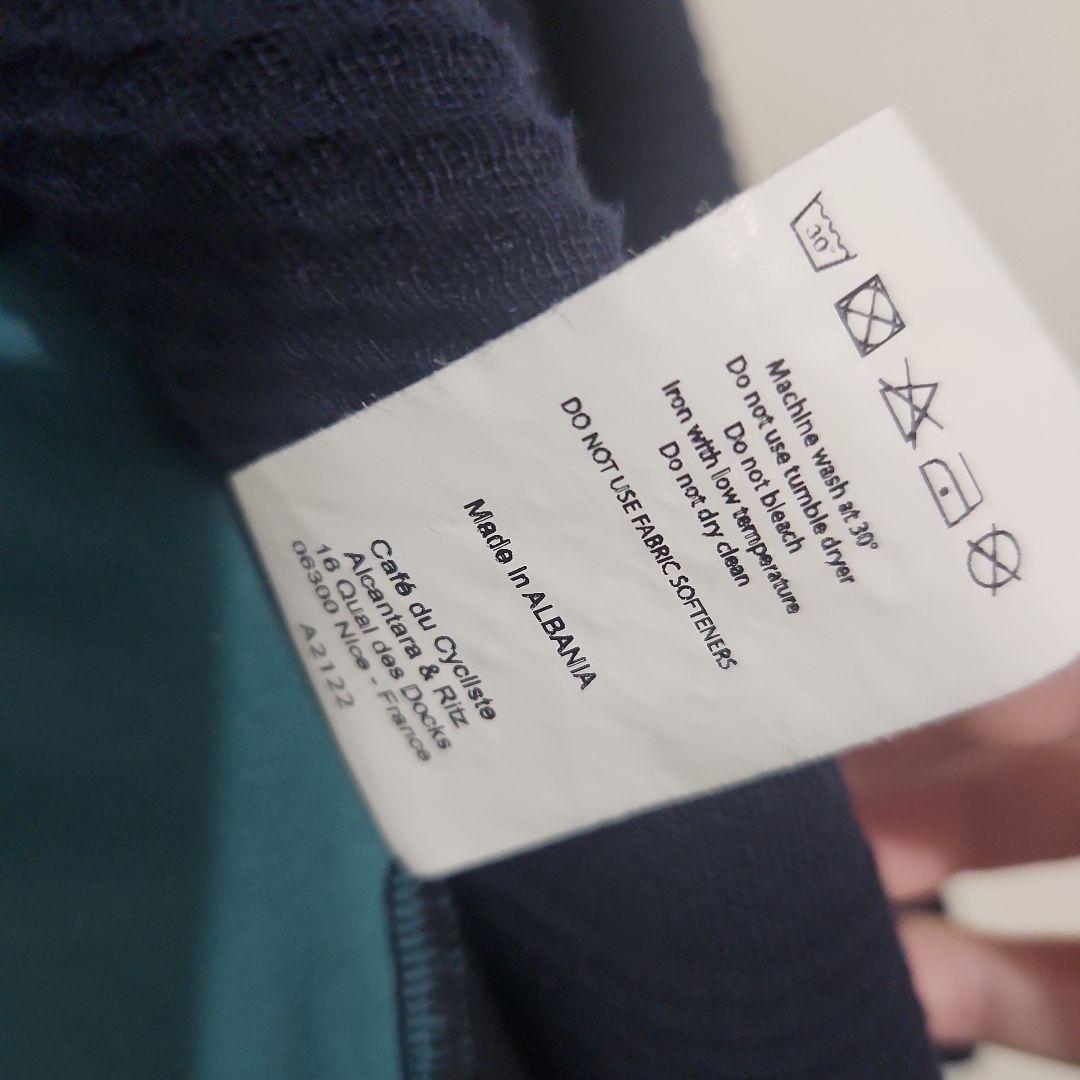 30°
Machine wash at 30°
Do not use tumble dryer
Do not bleach
Iron with low temperature
Do not dry clean
DO NOT USE FABRIC SOFTENERS
Made in ALBANIA
Café du Cycliste
Alcantara & Ritz
16 Quai des Docks
06300 Nice - France
A2122